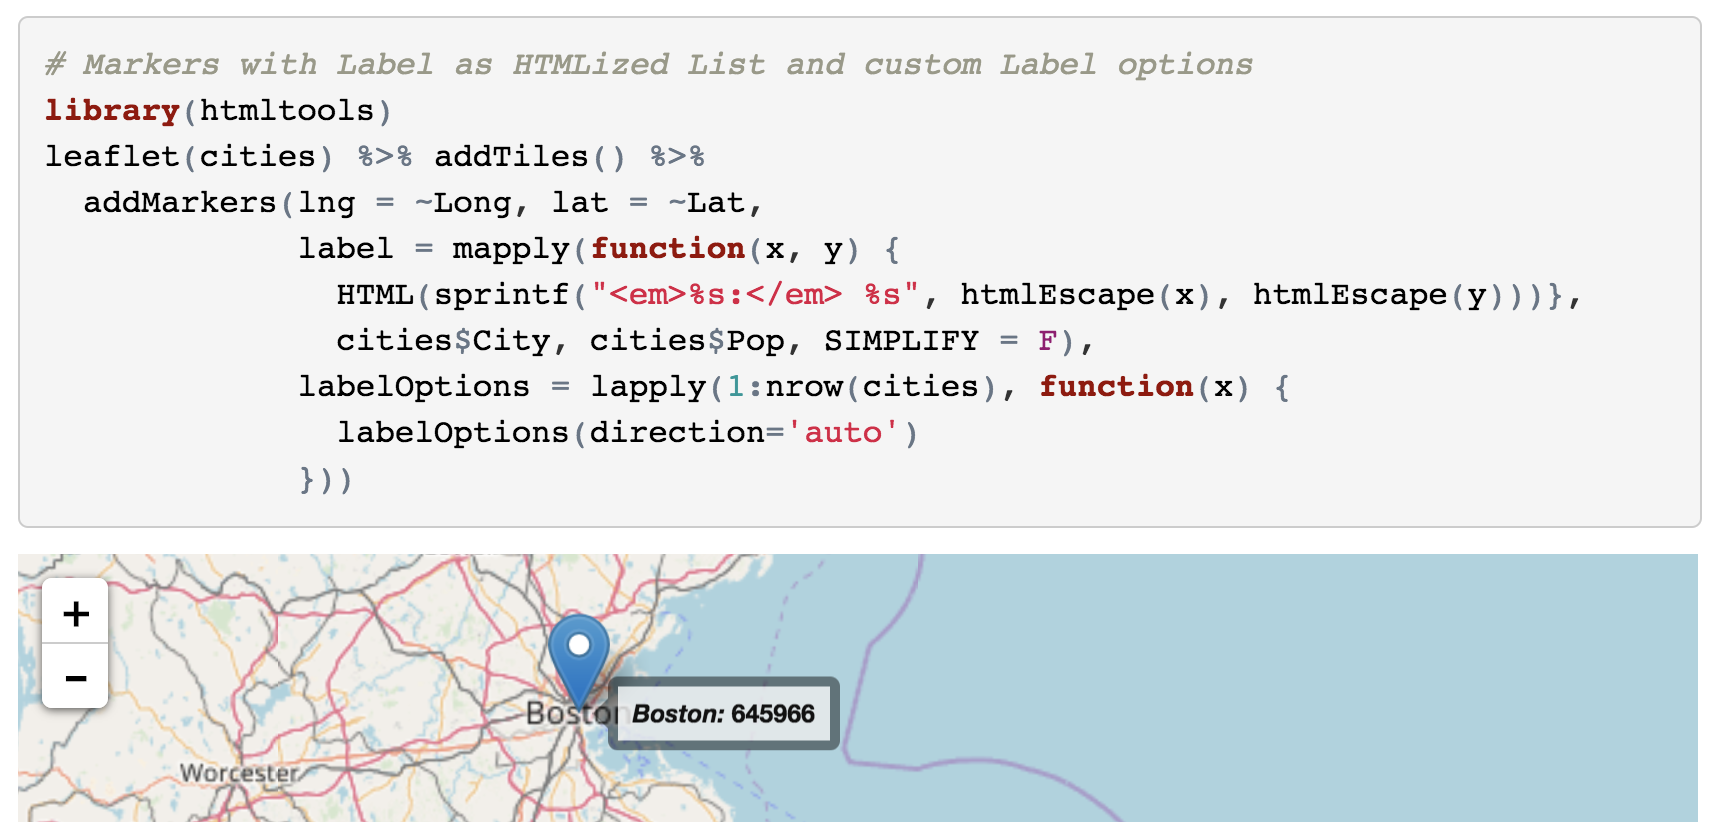 # Markers with Label as HTMLized List and custom Label options
library(htmltools)
leaflet(cities) %>% addTiles() %>%
  addMarkers(lng = ~Long, lat = ~Lat,
             label = mapply(function(x, y) {
               HTML(sprintf("<em>%s:</em> %s", htmlEscape(x), htmlEscape(y)))},
               cities$City, cities$Pop, SIMPLIFY = F),
             labelOptions = lapply(1:nrow(cities), function(x) {
               labelOptions(direction='auto')
             }))
+
−
Boston
Boston: 645966
Worcester